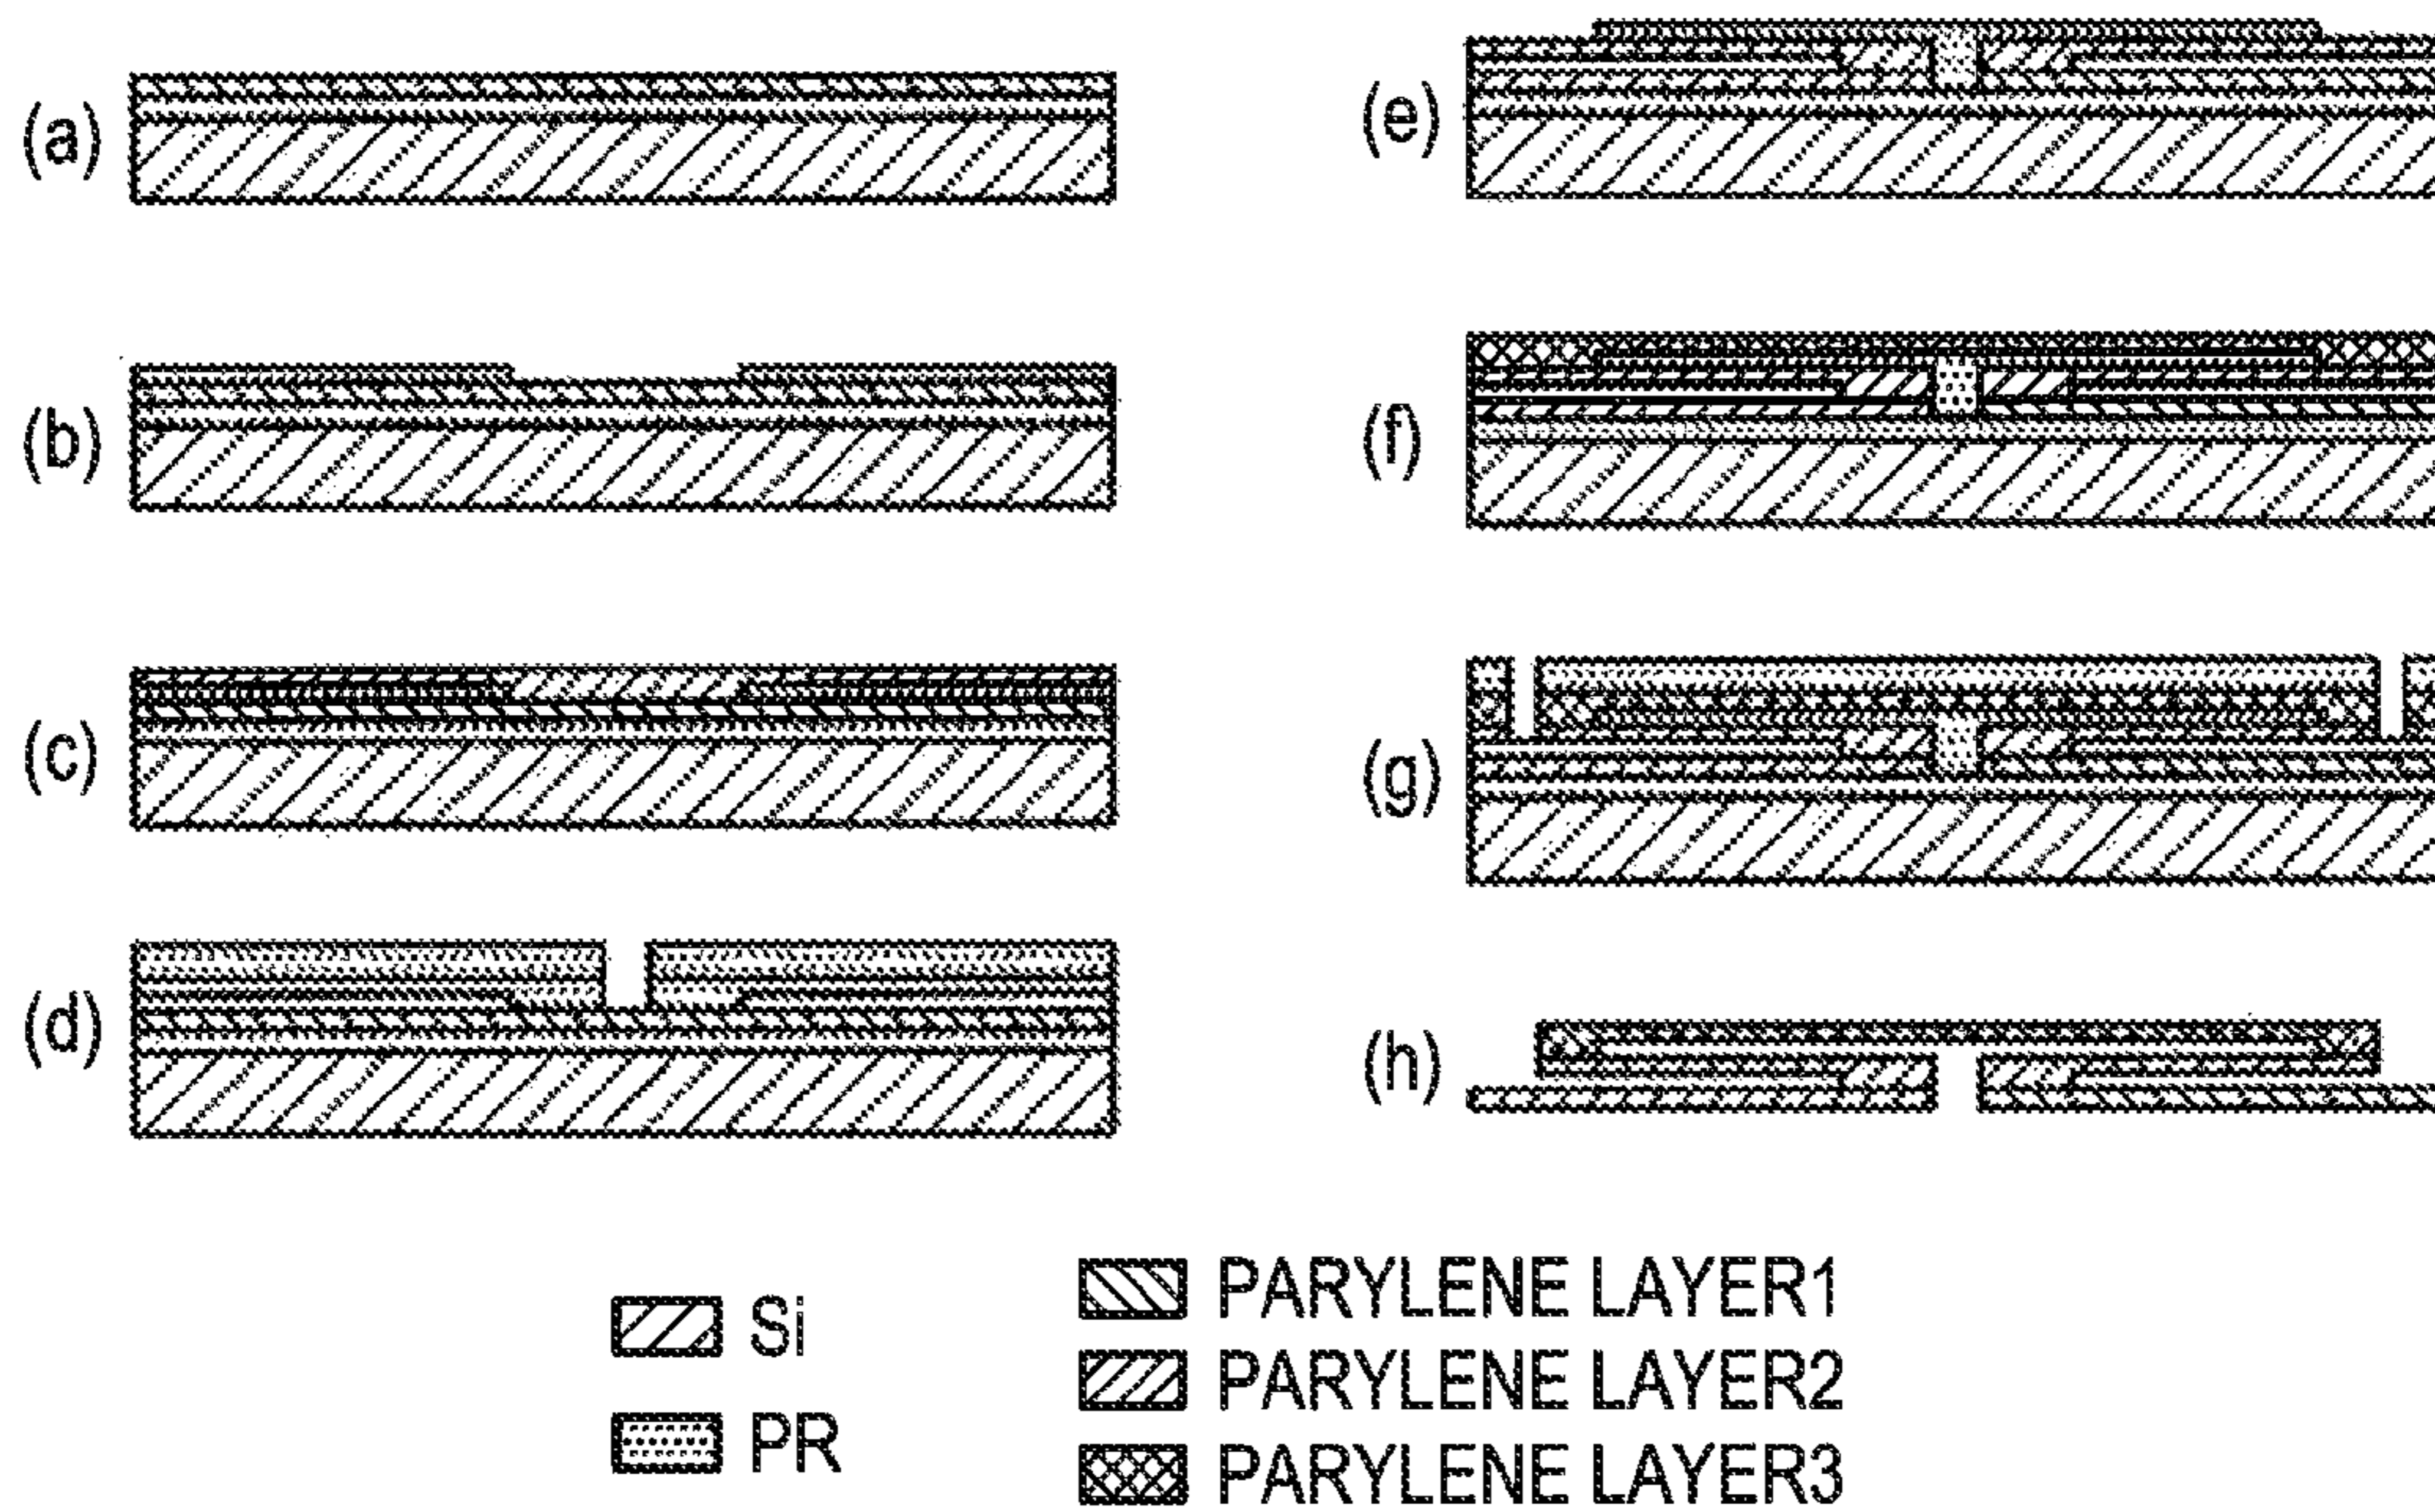 (a)
(b)
(c)
(d)
(e)
(f)
(g)
(h)
Si
PR
PARYLENE LAYER1
PARYLENE LAYER2
PARYLENE LAYER3